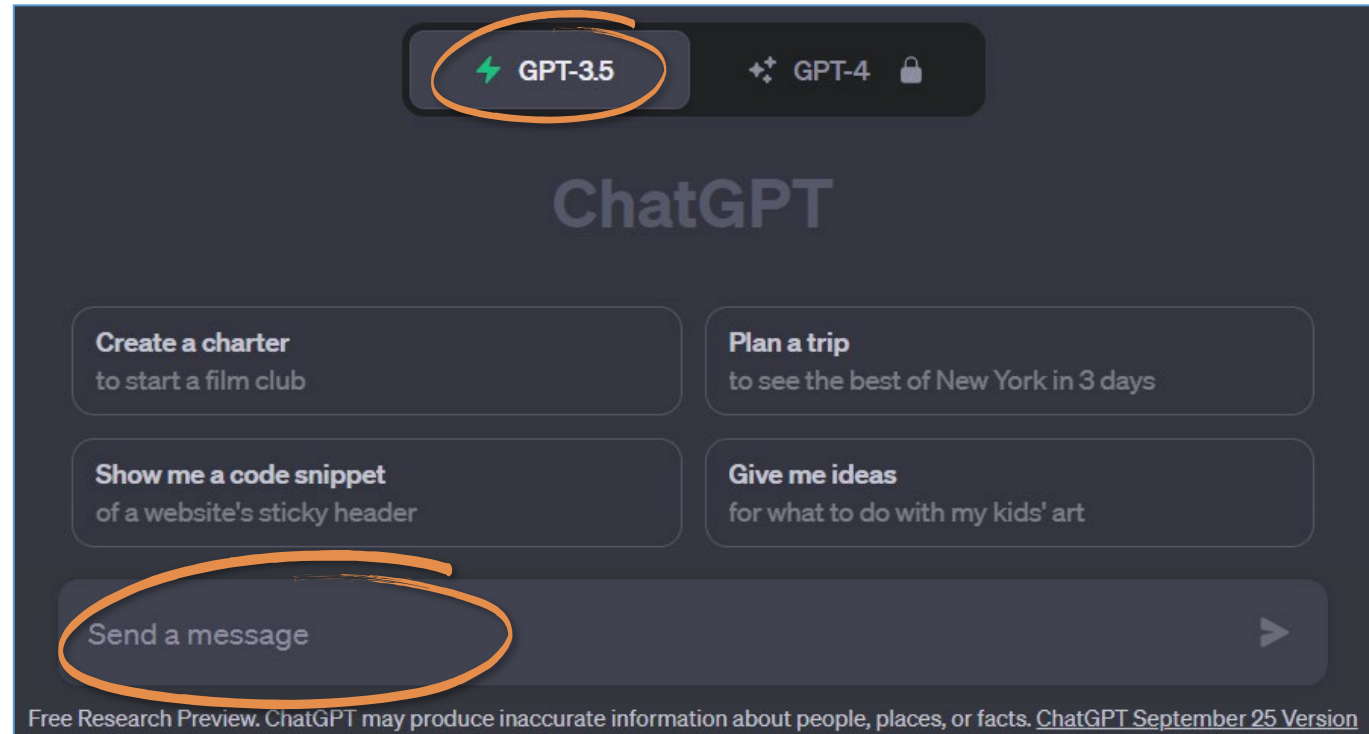 GPT-3.5
GPT-4
ChatGPT
Create a charter
to start a film club
Plan a trip
to see the best of New York in 3 days
Show me a code snippet
of a website's sticky header
Give me ideas
for what to do with my kids' art
Send a message
Free Research Preview. ChatGPT may produce inaccurate information about people, places, or facts. ChatGPT September 25 Version